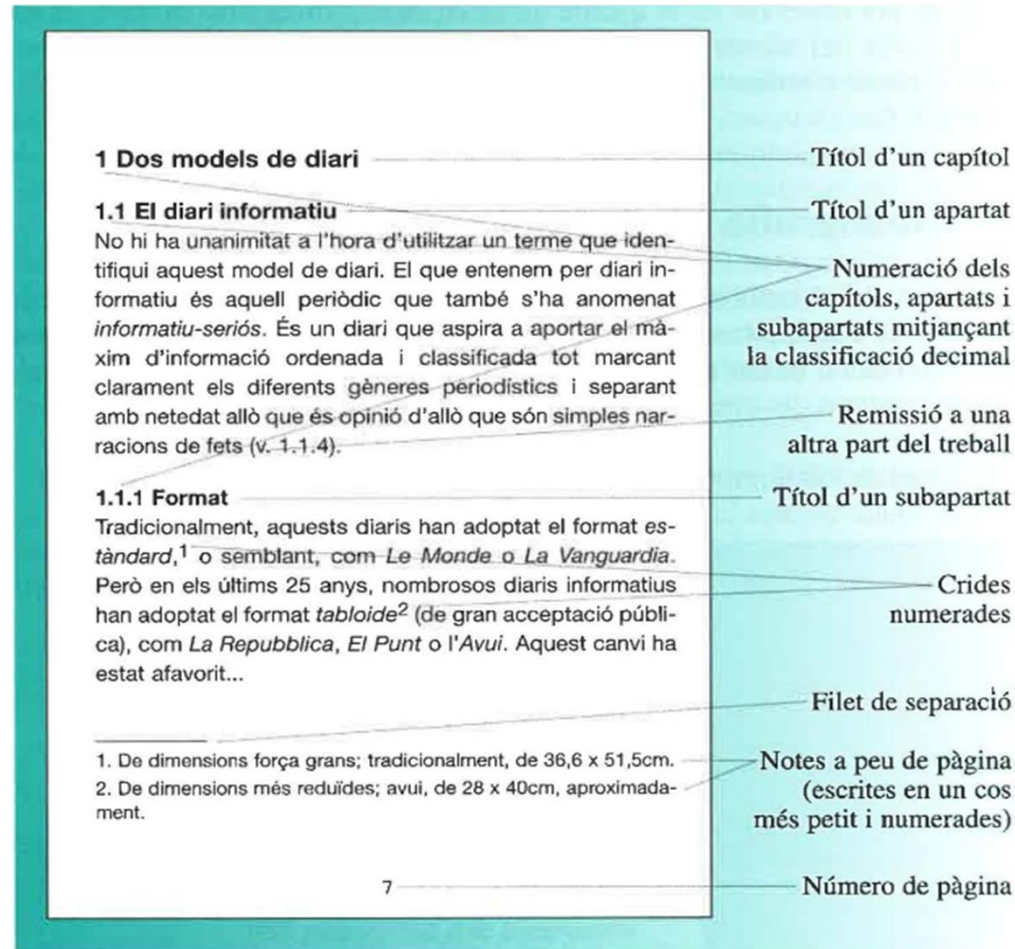 1 Dos models de diari
1.1 El diari informatiu
No hi ha unanimitat a l'hora d'utilitzar un terme que iden-
tifiqui aquest model de diari. El que entenem per diari in-
formatiu és aquell periòdic que també s'ha anomenat
informatiu-seriós. És un diari que aspira a aportar el mà-
xim d'informació ordenada i classificada tot marcant
clarament els diferents gèneres periodístics i separant
amb netedat allò que és opinió d'allò que són simples nar-
racions de fets (v. 1.1.4).
1.1.1 Format
Tradicionalment, aquests diaris han adoptat el format es-
tàndard,¹ o semblant, com Le Monde o La Vanguardia.
Però en els últims 25 anys, nombrosos diaris informatius
han adoptat el format tabloide² (de gran acceptació públi-
ca), com La Repubblica, El Punt o l'Avui. Aquest canvi ha
estat afavorit...
1. De dimensions força grans; tradicionalment, de 36,6 x 51,5cm.
2. De dimensions més reduïdes; avui, de 28 x 40cm, aproximada-
ment.
7
Títol d'un capítol
Títol d'un apartat
Numeració dels
capítols, apartats i
subapartats mitjançant
la classificació decimal
Remissió a una
altra part del treball
Títol d'un subapartat
Crides
numerades
Filet de separació
Notes a peu de pàgina
(escrites en un cos
més petit i numerades)
Número de pàgina